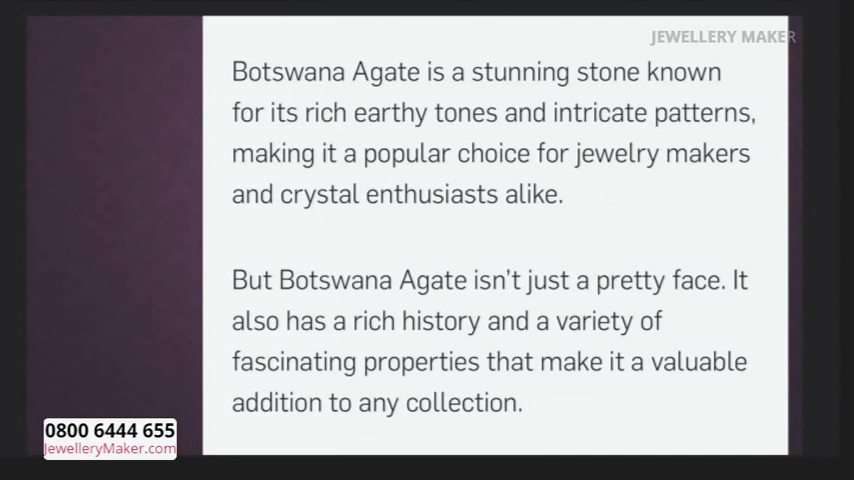 JEWELLERY MAKER
Botswana Agate is a stunning stone known
for its rich earthy tones and intricate patterns,
making it a popular choice for jewelry makers
and crystal enthusiasts alike.
But Botswana Agate isn't just a pretty face. It
also has a rich history and a variety of
fascinating properties that make it a valuable
addition to any collection.
0800 6444 655
JewelleryMaker.com